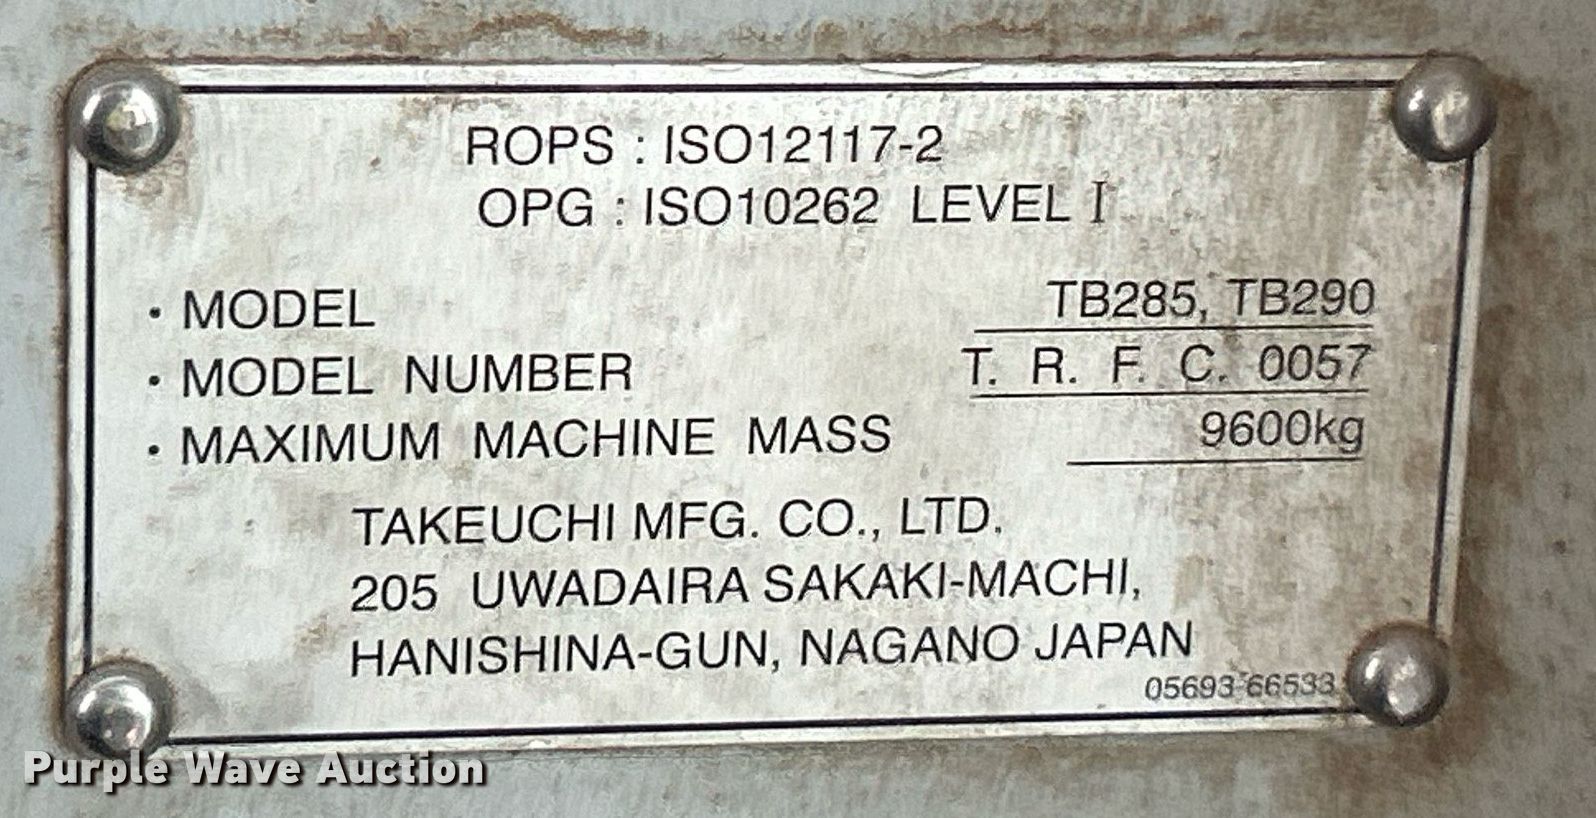 ROPS : ISO12117-2
OPG : ISO10262 LEVEL I
· MODEL TB285, TB290
· MODEL NUMBER T. R. F. C. 0057
· MAXIMUM MACHINE MASS 9600kg
TAKEUCHI MFG. CO., LTD.
205 UWADAIRA SAKAKI-MACHI,
HANISHINA-GUN, NAGANO JAPAN
05693-66533
Purple Wave Auction